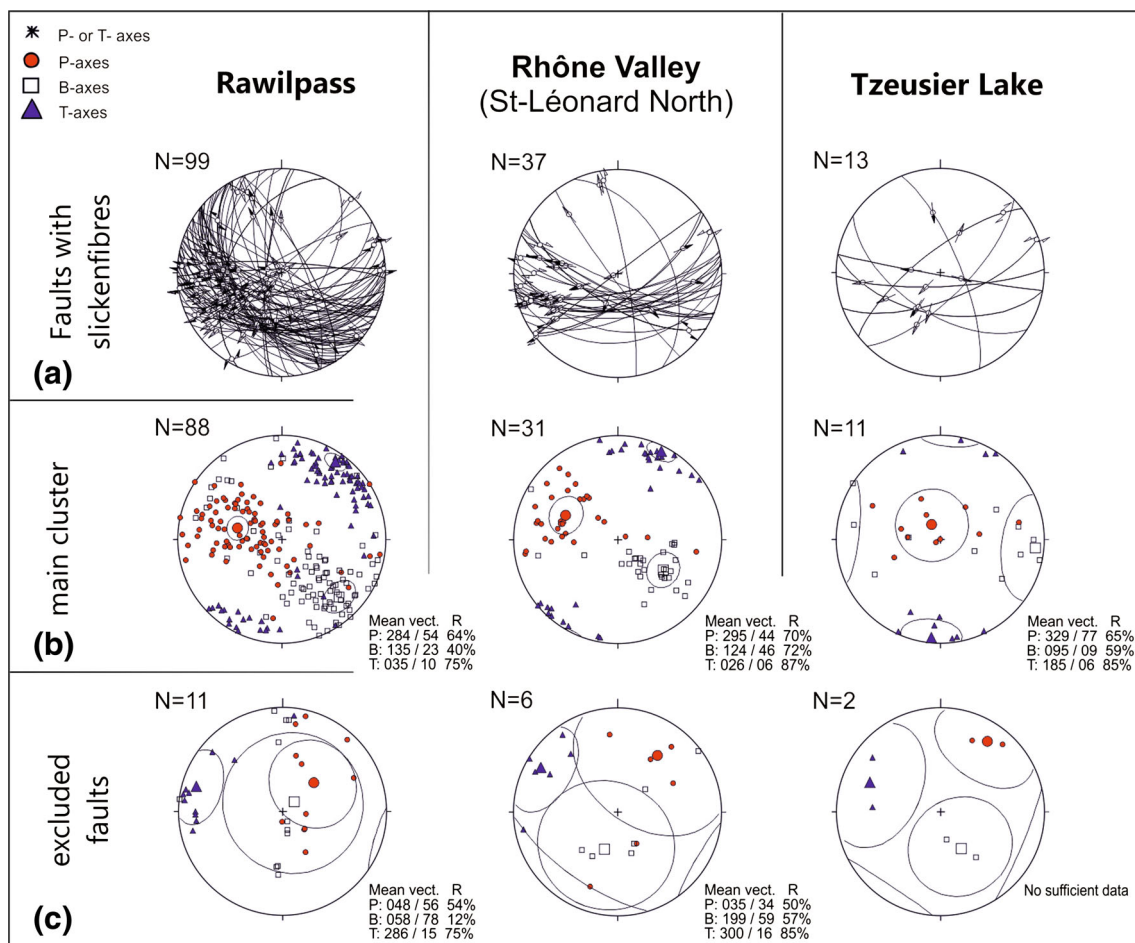 P- or T- axes
P-axes
B-axes
T-axes
Rawilpass
Rhône Valley
(St-Léonard North)
Tzeusier Lake
Faults with
slickenfibres
(a)
N=99
N=37
N=13
main cluster
(b)
N=88
Mean vect. R
P: 284 / 54 64%
B: 135 / 23 40%
T: 035 / 10 75%
N=31
Mean vect. R
P: 295 / 44 70%
B: 124 / 46 72%
T: 026 / 06 87%
N=11
Mean vect. R
P: 329 / 77 65%
B: 095 / 09 59%
T: 185 / 06 85%
excluded
faults
(c)
N=11
Mean vect. R
P: 048 / 56 54%
B: 058 / 78 12%
T: 286 / 15 75%
N=6
Mean vect. R
P: 035 / 34 50%
B: 199 / 59 57%
T: 300 / 16 85%
N=2
No sufficient data